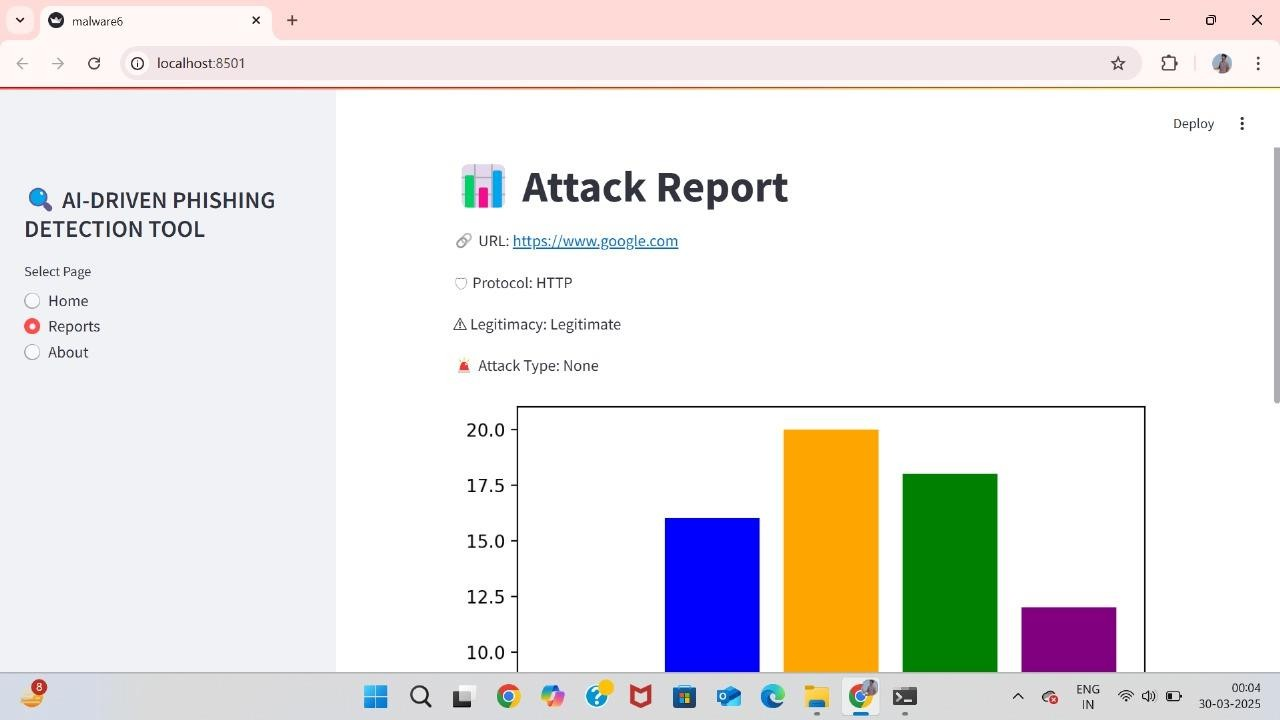 malware6
localhost:8501
Deploy
AI-DRIVEN PHISHING
DETECTION TOOL
Select Page
Home
Reports
About
Attack Report
URL: https://www.google.com
Protocol: HTTP
Legitimacy: Legitimate
Attack Type: None
20.0
17.5
15.0
12.5
10.0
8
ENG
IN
00:04
30-03-2025